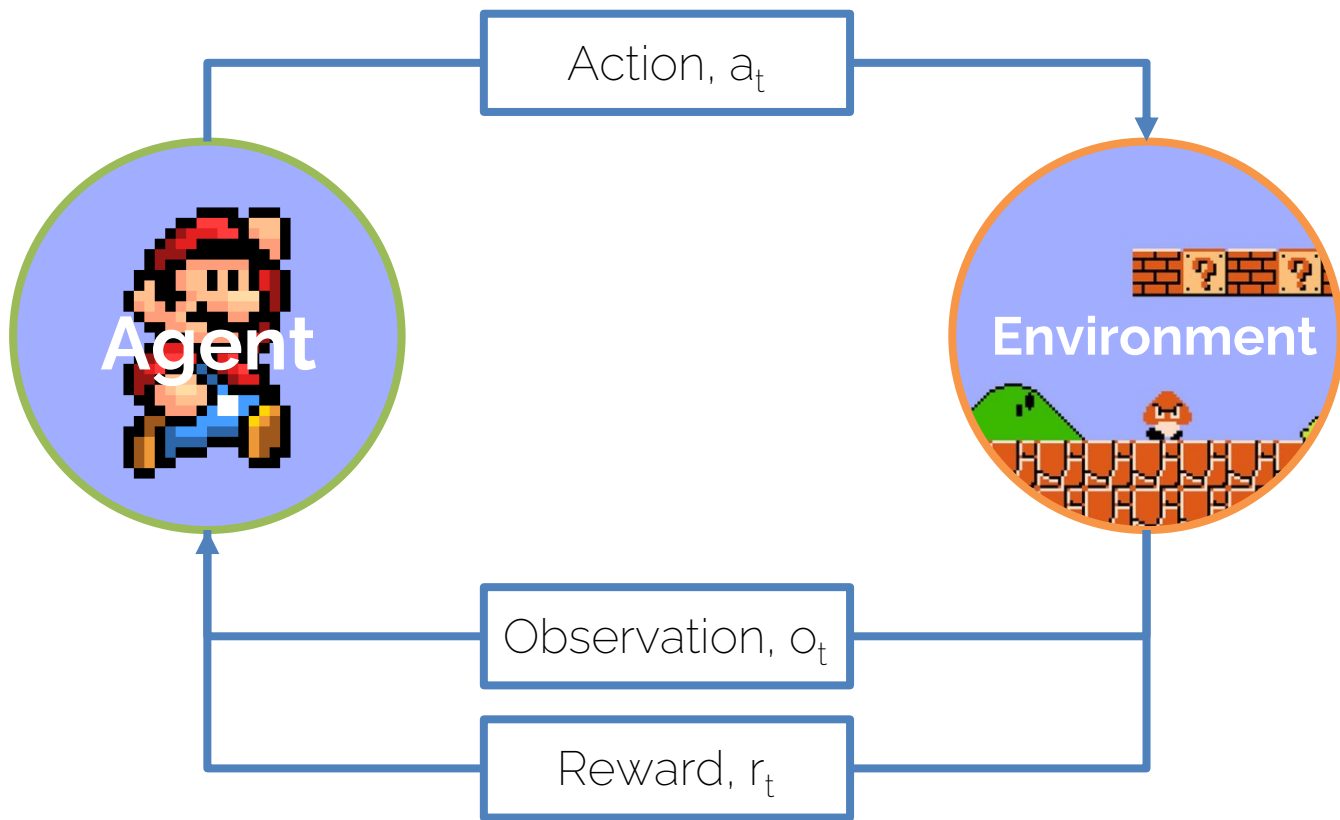 Action, aₜ
Agent
Environment
? ?
Observation, oₜ
Reward, rₜ